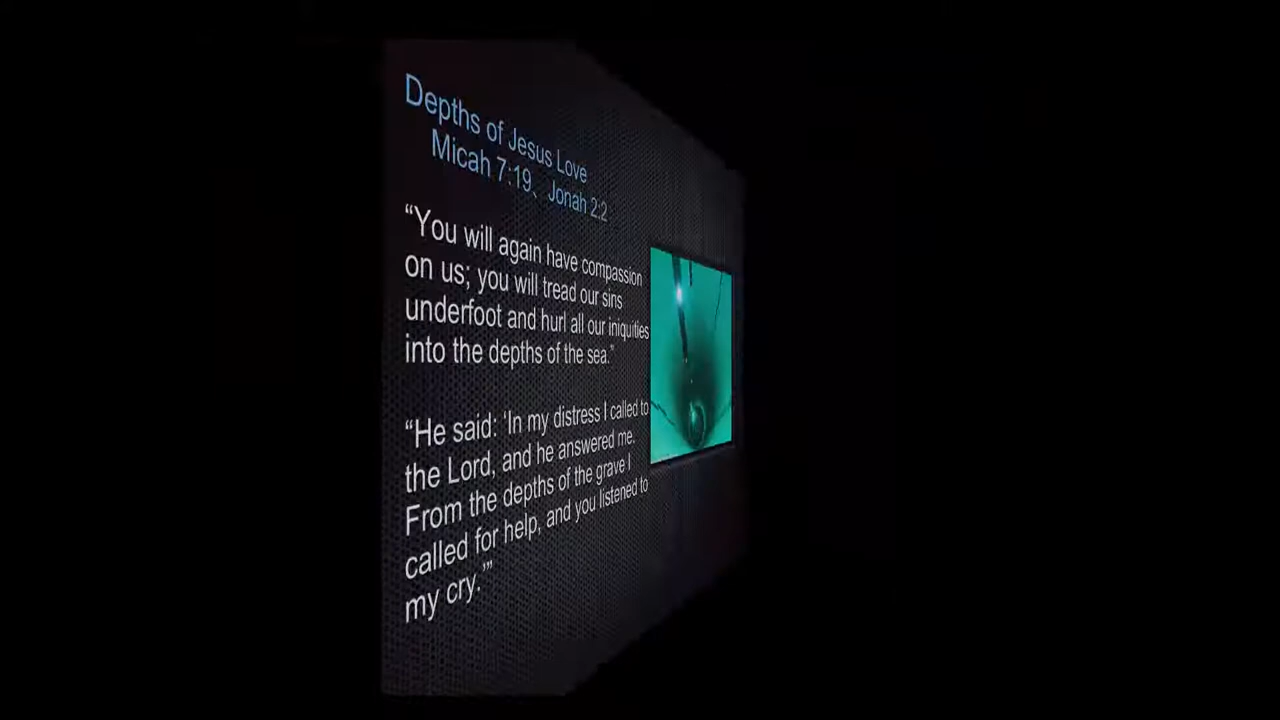 Depths of Jesus Love
Micah 7:19、Jonah 2:2
“You will again have compassion
on us; you will tread our sins
underfoot and hurl all our iniquities
into the depths of the sea.”
“He said: ‘In my distress I called to
the Lord, and he answered me.
From the depths of the grave I
called for help, and you listened to
my cry.’”